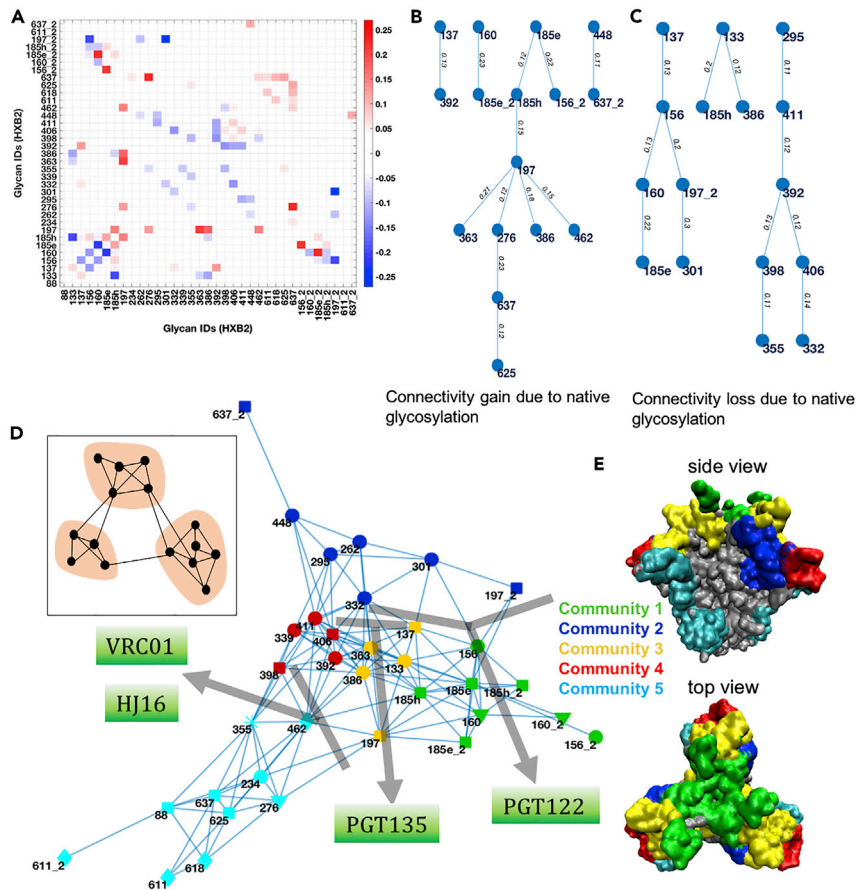 A
637_2
197_2
185h_2
185e_2
160_2
156_2
637
625
618
611
462
448
411
406
398
392
386
363
355
339
332
301
295
276
262
234
197
185h
185e
160
156
137
133
88
Glycan IDs (HXB2)
88
133
137
156
160
185e
185h
197
234
262
276
295
301
332
339
355
363
386
392
398
406
411
448
462
611
618
625
637
156_2
160_2
185e_2
185h_2
197_2
611_2
637_2
Glycan IDs (HXB2)
0.25
0.2
0.15
0.1
0.05
0
-0.05
-0.1
-0.15
-0.2
-0.25
B
137 160 185e 448
0.13 0.23 0.12 0.22 0.11
392 185e_2 185h 156_2 637_2
0.15
197
0.21 0.12 0.18 0.15
363 276 386 462
0.23
637
0.12
625
Connectivity gain due to native
glycosylation
C
137 133 295
0.13 0.2 0.12 0.11
156 185h 386 411
0.13 0.2 0.12
160 197_2 392
0.22 0.3 0.13 0.12
185e 301 398 406
0.11 0.14
355 332
Connectivity loss due to native
glycosylation
D
637_2
448
295
262
301
332
197_2
411
339
406
137
363
392
156
133
398
386
185h
185e
185h_2
355
462
197
160
160_2
185e_2
156_2
234
637
276
88
625
611_2
618
611
VRC01
HJ16
PGT135
PGT122
Community 1
Community 2
Community 3
Community 4
Community 5
E
side view
top view